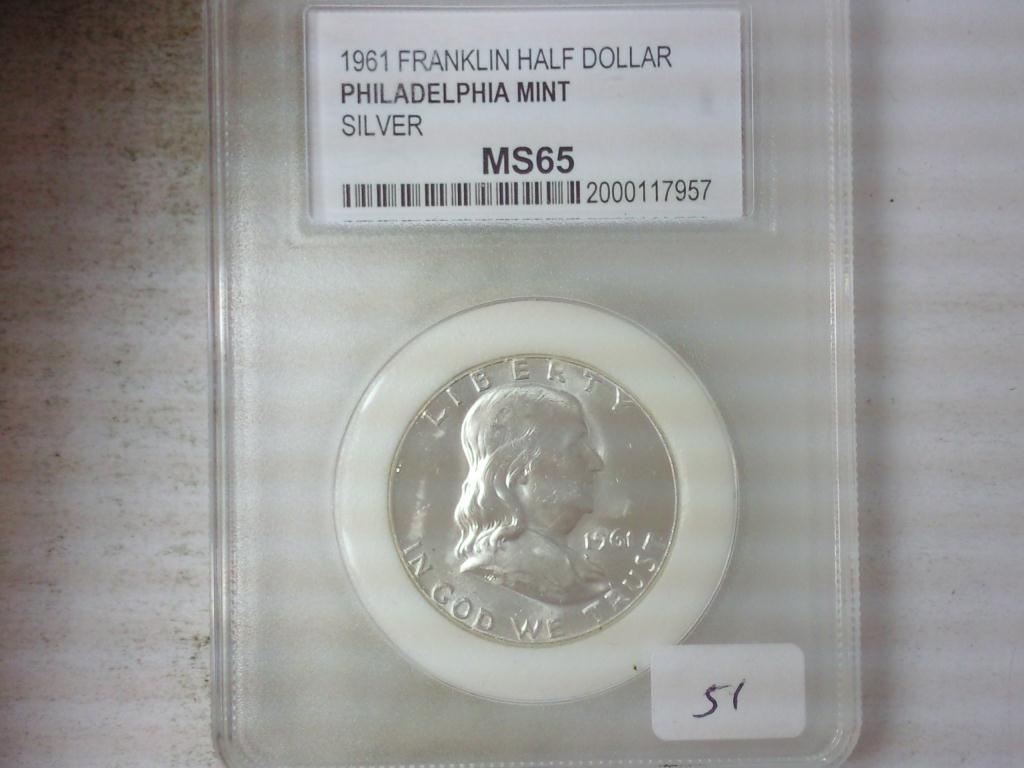 1961 FRANKLIN HALF DOLLAR
PHILADELPHIA MINT
SILVER
MS65
2000117957
LIBERTY
1961
IN GOD WE TRUST
51